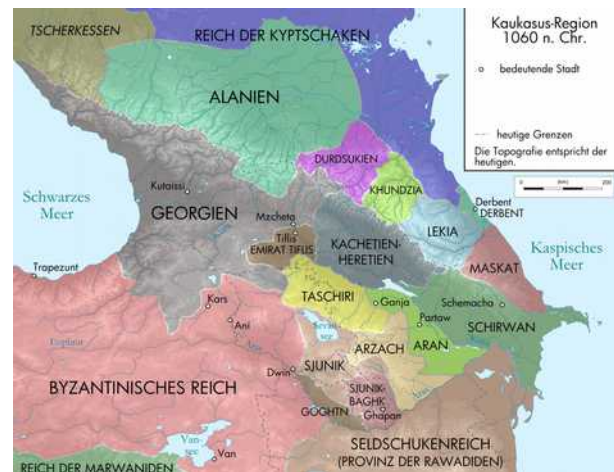 TSCHERKESSEN
REICH DER KYPTSCHAKEN
Kaukasus-Region
1060 n. Chr.
bedeutende Stadt
heutige Grenzen
Die Topografie entspricht der
heutigen.
ALANIEN
DURDSUKIEN
KHUNDZIA
Schwarzes
Meer
Kutaissi
GEORGIEN
Mzcheta
Tiflis
EMIRAT TIFLIS
KACHETIEN-
HERETIEN
LEKIA
Derbent
DERBENT
Kaspisches
Meer
MASKAT
Trapezunt
TASCHIRI
Kars
Ani
Ganja
Partaw
Schemacha
SCHIRWAN
Sevan-
see
ARZACH
ARAN
Dwin
SJUNIK
SJUNIK-
BAGHK
GOGHTN
Ghapan
BYZANTINISCHES REICH
Van-
see
Van
SELDSCHUKENREICH
(PROVINZ DER RAWADIDEN)
REICH DER MARWANIDEN